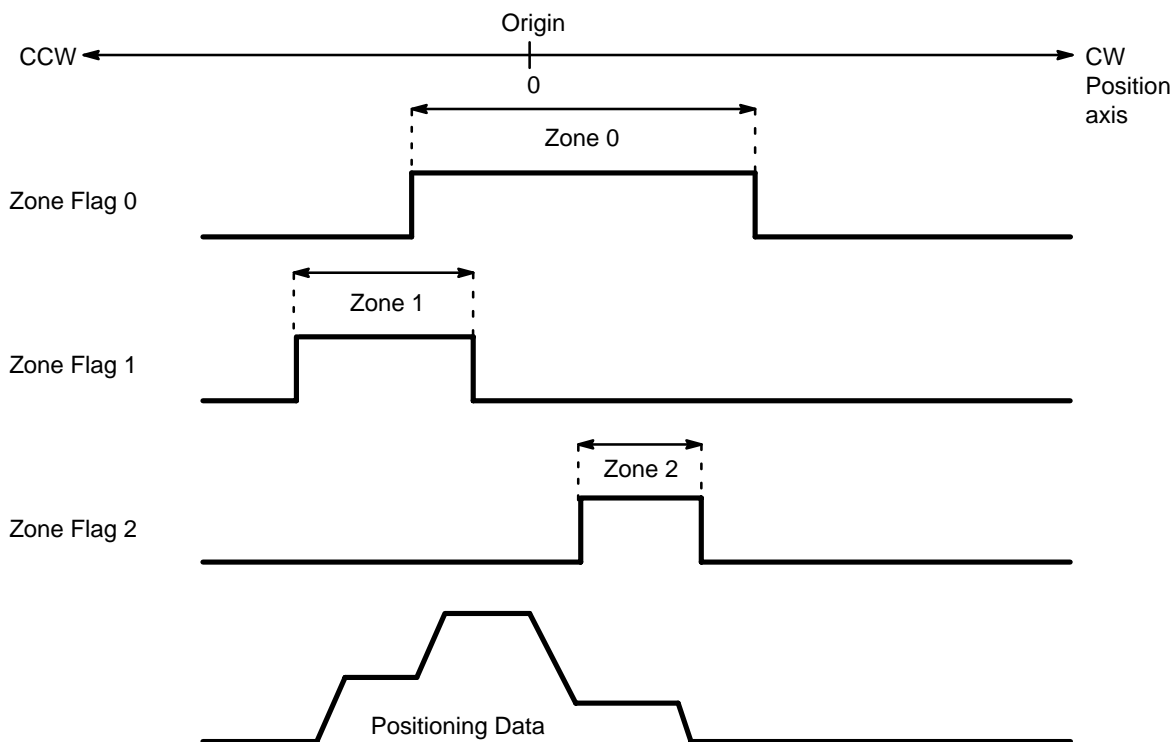 Origin
CCW
CW
Position
axis
0
Zone 0
Zone Flag 0
Zone 1
Zone Flag 1
Zone 2
Zone Flag 2
Positioning Data